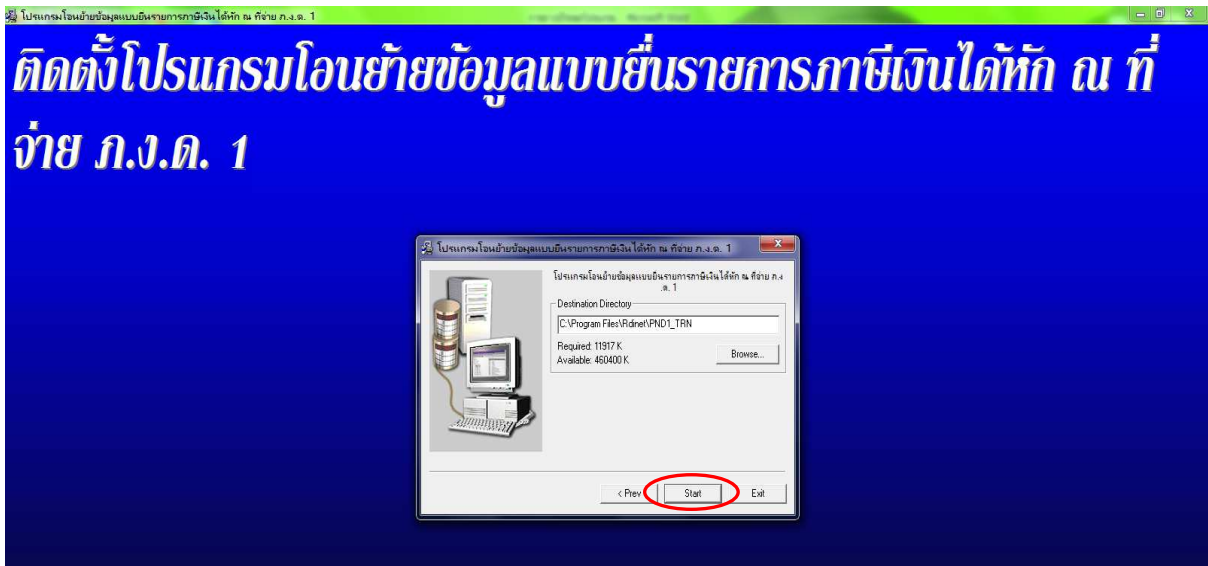 โปรแกรมโอนย้ายข้อมูลแบบยื่นรายการภาษีเงินได้หัก ณ ที่จ่าย ภ.ง.ด. 1
ติดตั้งโปรแกรมโอนย้ายข้อมูลแบบยื่นรายการภาษีเงินได้หัก ณ ที่
จ่าย ภ.ง.ด. 1
โปรแกรมโอนย้ายข้อมูลแบบยื่นรายการภาษีเงินได้หัก ณ ที่จ่าย ภ.ง.ด. 1
โปรแกรมโอนย้ายข้อมูลแบบยื่นรายการภาษีเงินได้หัก ณ ที่จ่าย ภ.ง
.ด. 1
Destination Directory
C:\Program Files\Rdinet\PND1_TRN
Required: 11917 K
Available: 460400 K
Browse...
< Prev
Start
Exit